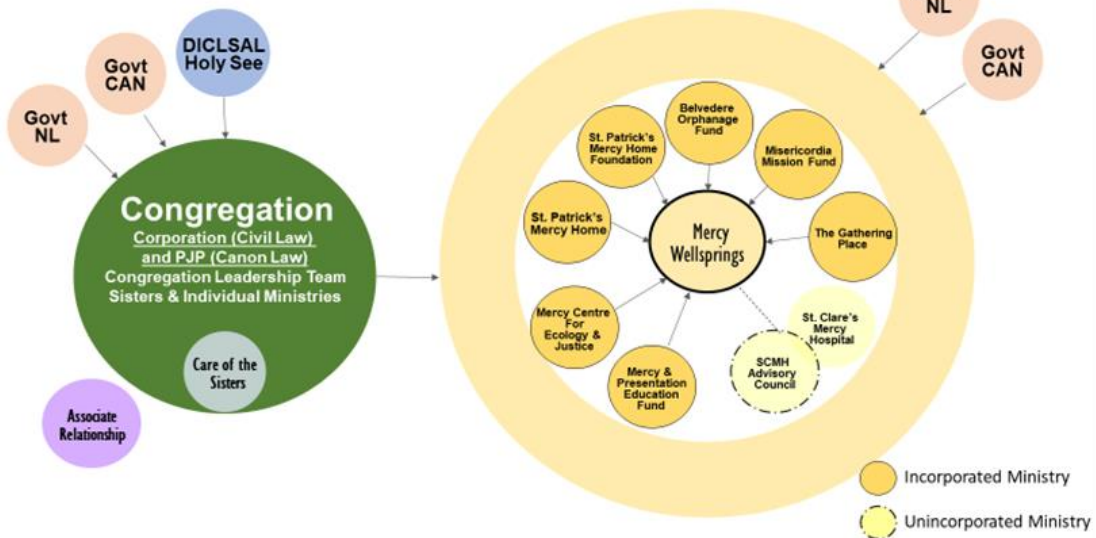 NL
Govt
CAN
DICLSAL
Holy See
Govt
CAN
Govt
NL
Congregation
Corporation (Civil Law)
and PJP (Canon Law)
Congregation Leadership Team
Sisters & Individual Ministries
Care of the
Sisters
Associate
Relationship
Belvedere
Orphanage
Fund
St. Patrick's
Mercy Home
Foundation
Misericordia
Mission Fund
St. Patrick's
Mercy Home
Mercy
Wellsprings
The Gathering
Place
Mercy Centre
For
Ecology &
Justice
Mercy &
Presentation
Education
Fund
St. Clare's
Mercy
Hospital
SCMH
Advisory
Council
Incorporated Ministry
Unincorporated Ministry